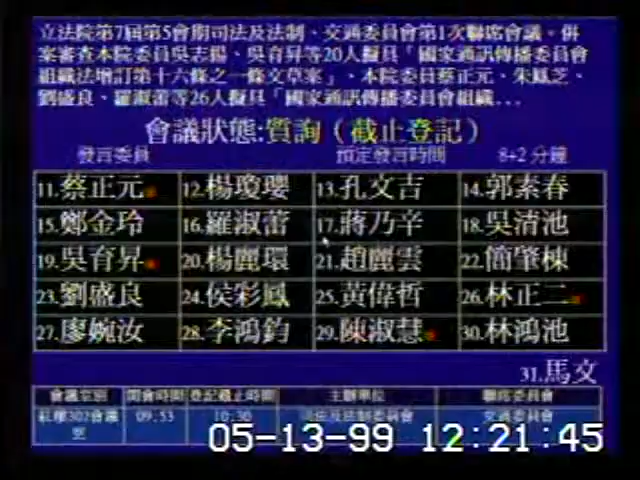 立法院第7屆第5會期司法及法制、交通委員會第1次聯席會議。併
案審查本院委員吳志揚、吳育昇等20人擬具「國家通訊傳播委員會
組織法增訂第十六條之一條文草案」、本院委員蔡正元、朱鳳芝、
劉盛良、羅淑蕾等26人擬具「國家通訊傳播委員會組織...
會議狀態:質詢（截止登記）
發言委員 預定發言時間 8+2 分鐘
11.蔡正元 12.楊瓊瓔 13.孔文吉 14.郭素春
15.鄭金玲 16.羅淑蕾 17.蔣乃辛 18.吳清池
19.吳育昇 20.楊麗環 21.趙麗雲 22.簡肇棟
23.劉盛良 24.侯彩鳳 25.黃偉哲 26.林正二
27.廖婉汝 28.李鴻鈞 29.陳淑慧 30.林鴻池
31.馬文
會議室別 開會時間 登記截止時間 主辦單位 聯席委員會
紅樓302會議 09:53 10:30 司法及法制委員會 交通委員會
室
05-13-99 12:21:45